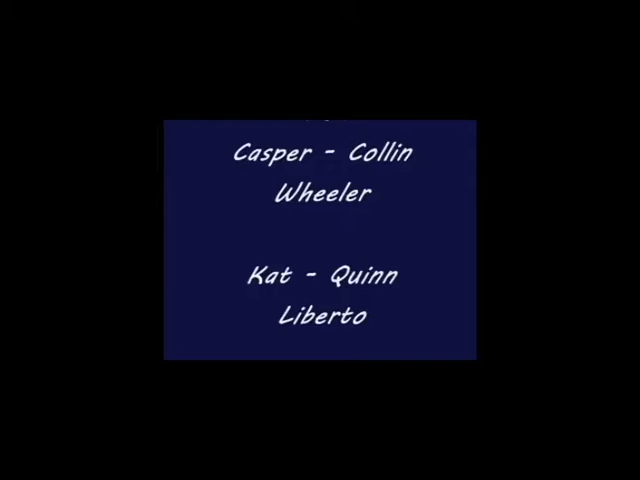 Casper - Collin
Wheeler
Kat - Quinn
Liberto